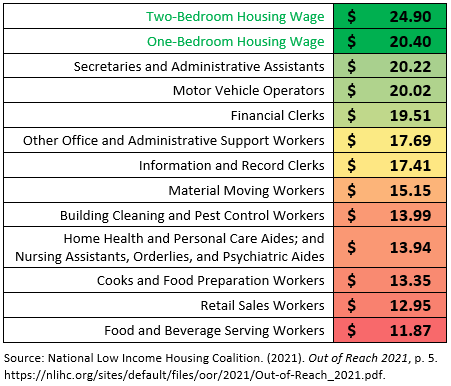 Two-Bedroom Housing Wage $ 24.90
One-Bedroom Housing Wage $ 20.40
Secretaries and Administrative Assistants $ 20.22
Motor Vehicle Operators $ 20.02
Financial Clerks $ 19.51
Other Office and Administrative Support Workers $ 17.69
Information and Record Clerks $ 17.41
Material Moving Workers $ 15.15
Building Cleaning and Pest Control Workers $ 13.99
Home Health and Personal Care Aides; and
Nursing Assistants, Orderlies, and Psychiatric Aides $ 13.94
Cooks and Food Preparation Workers $ 13.35
Retail Sales Workers $ 12.95
Food and Beverage Serving Workers $ 11.87
Source: National Low Income Housing Coalition. (2021). Out of Reach 2021, p. 5.
https://nlihc.org/sites/default/files/oor/2021/Out-of-Reach_2021.pdf.